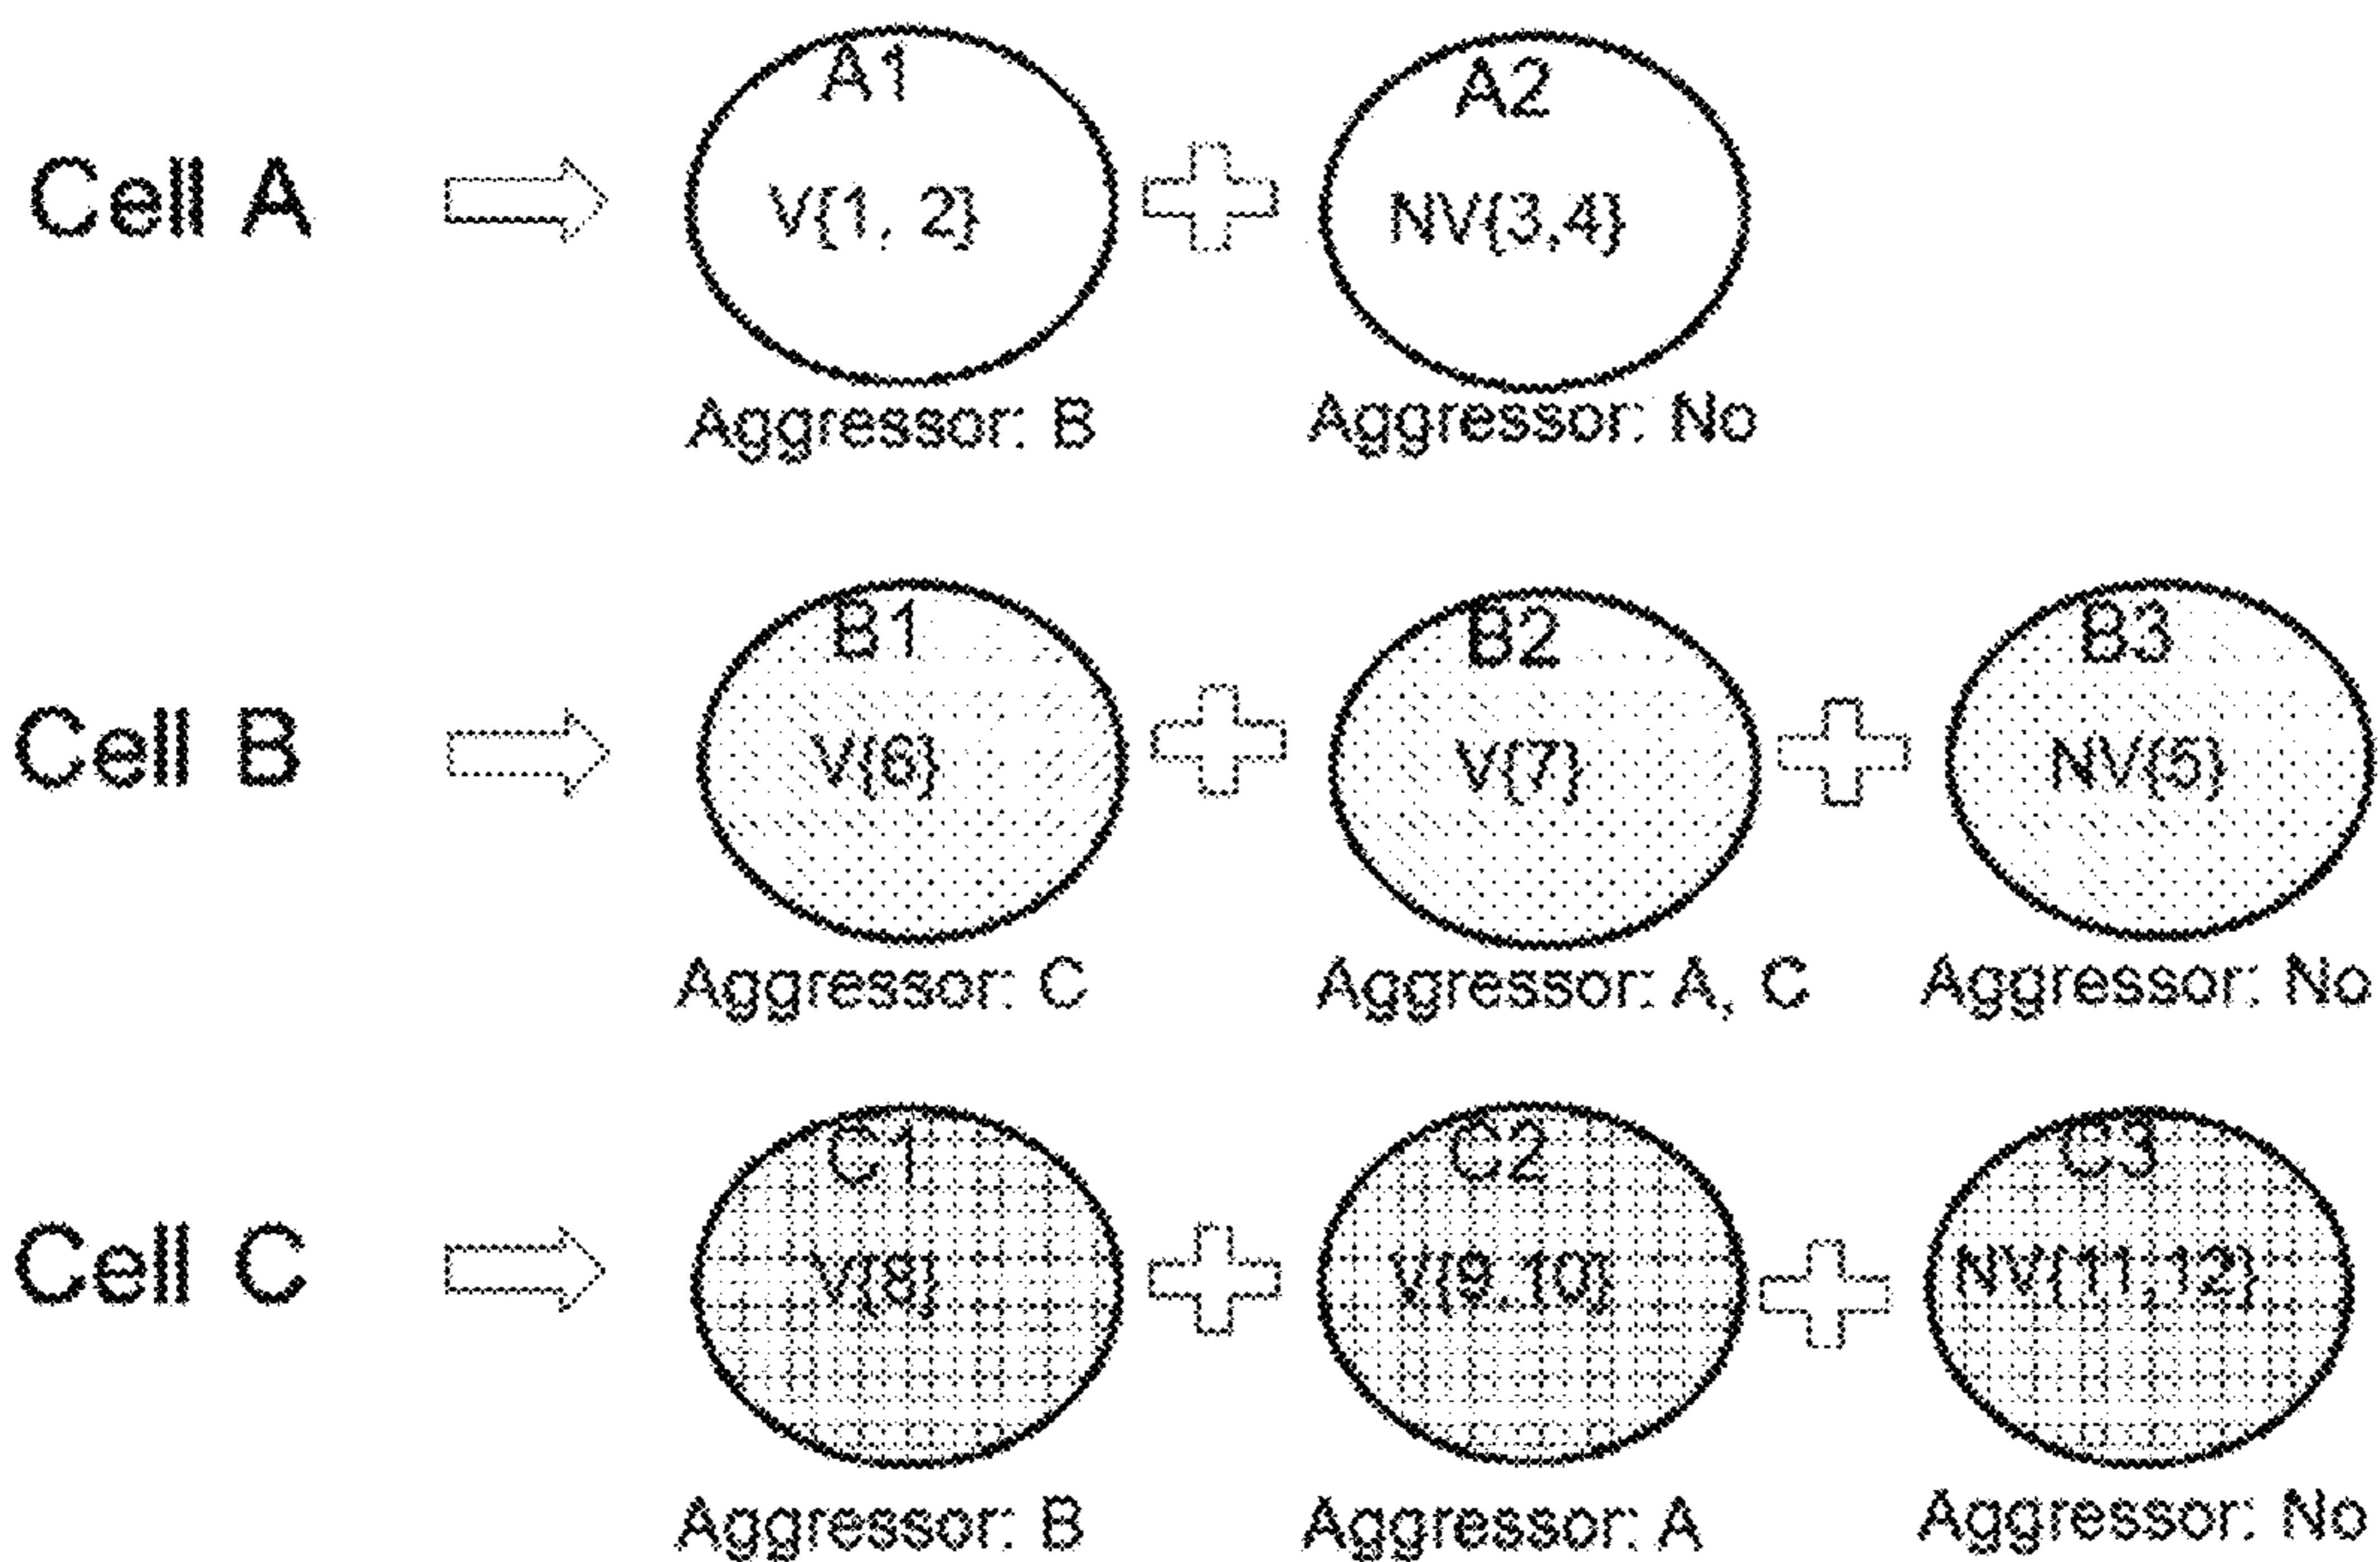 A1
A2
Cell A
V{1, 2}
NV{3,4}
Aggressor: B
Aggressor: No
B1
B2
B3
Cell B
V{6}
V{7}
NV{5}
Aggressor: C
Aggressor: A, C
Aggressor: No
C1
C2
C3
Cell C
V{8}
V{9,10}
NV{11,12}
Aggressor: B
Aggressor: A
Aggressor: No